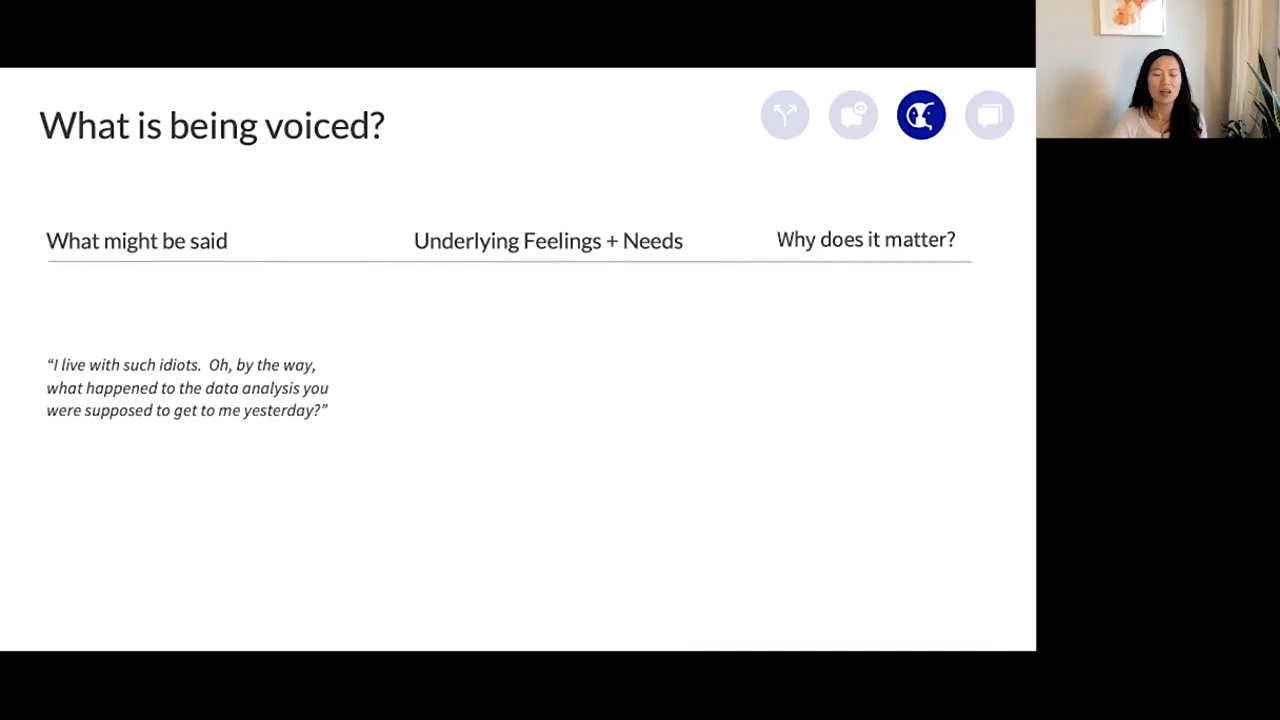 What is being voiced?
What might be said
Underlying Feelings + Needs
Why does it matter?
“I live with such idiots.  Oh, by the way,
what happened to the data analysis you
were supposed to get to me yesterday?”